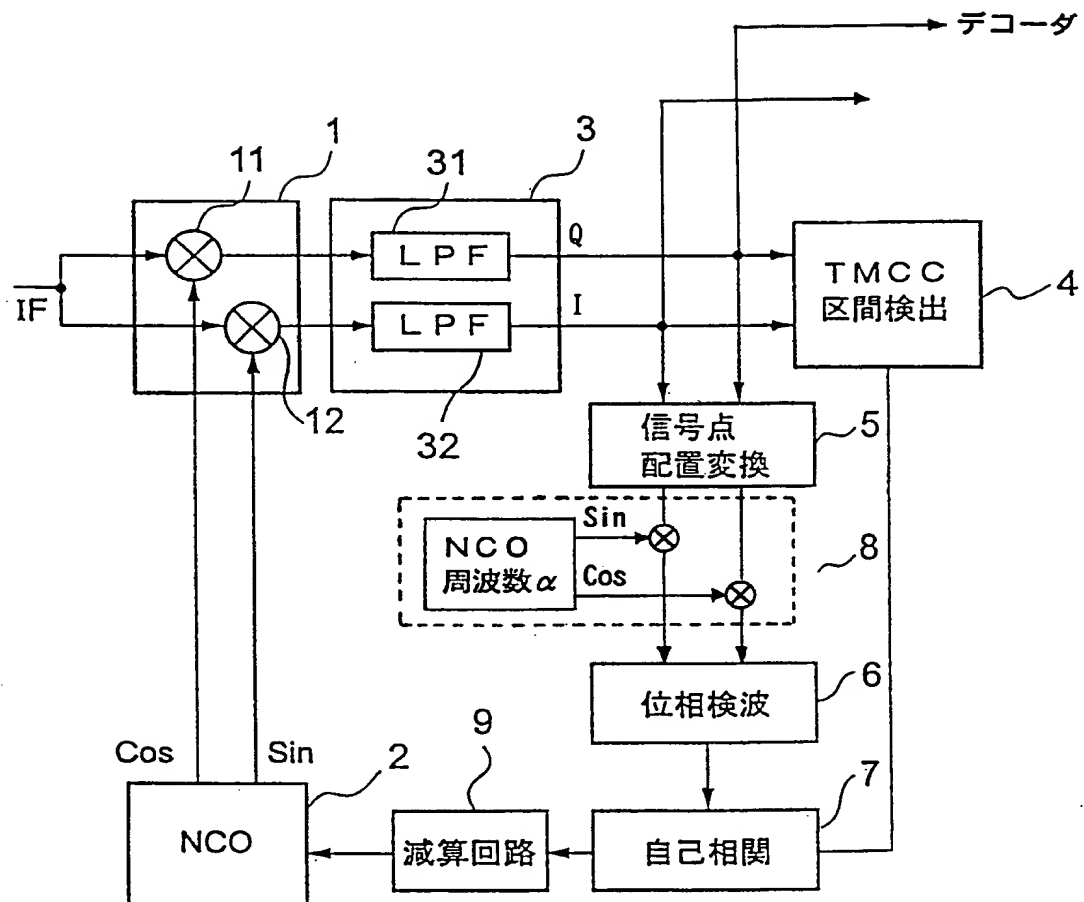 デコーダ
1
3
11
31
LPF
Q
TMCC
区間検出
4
IF
LPF
I
12
32
信号点
配置変換
5
Sin
NCO
周波数α
Cos
8
位相検波
6
Cos
Sin
2
9
7
NCO
減算回路
自己相関